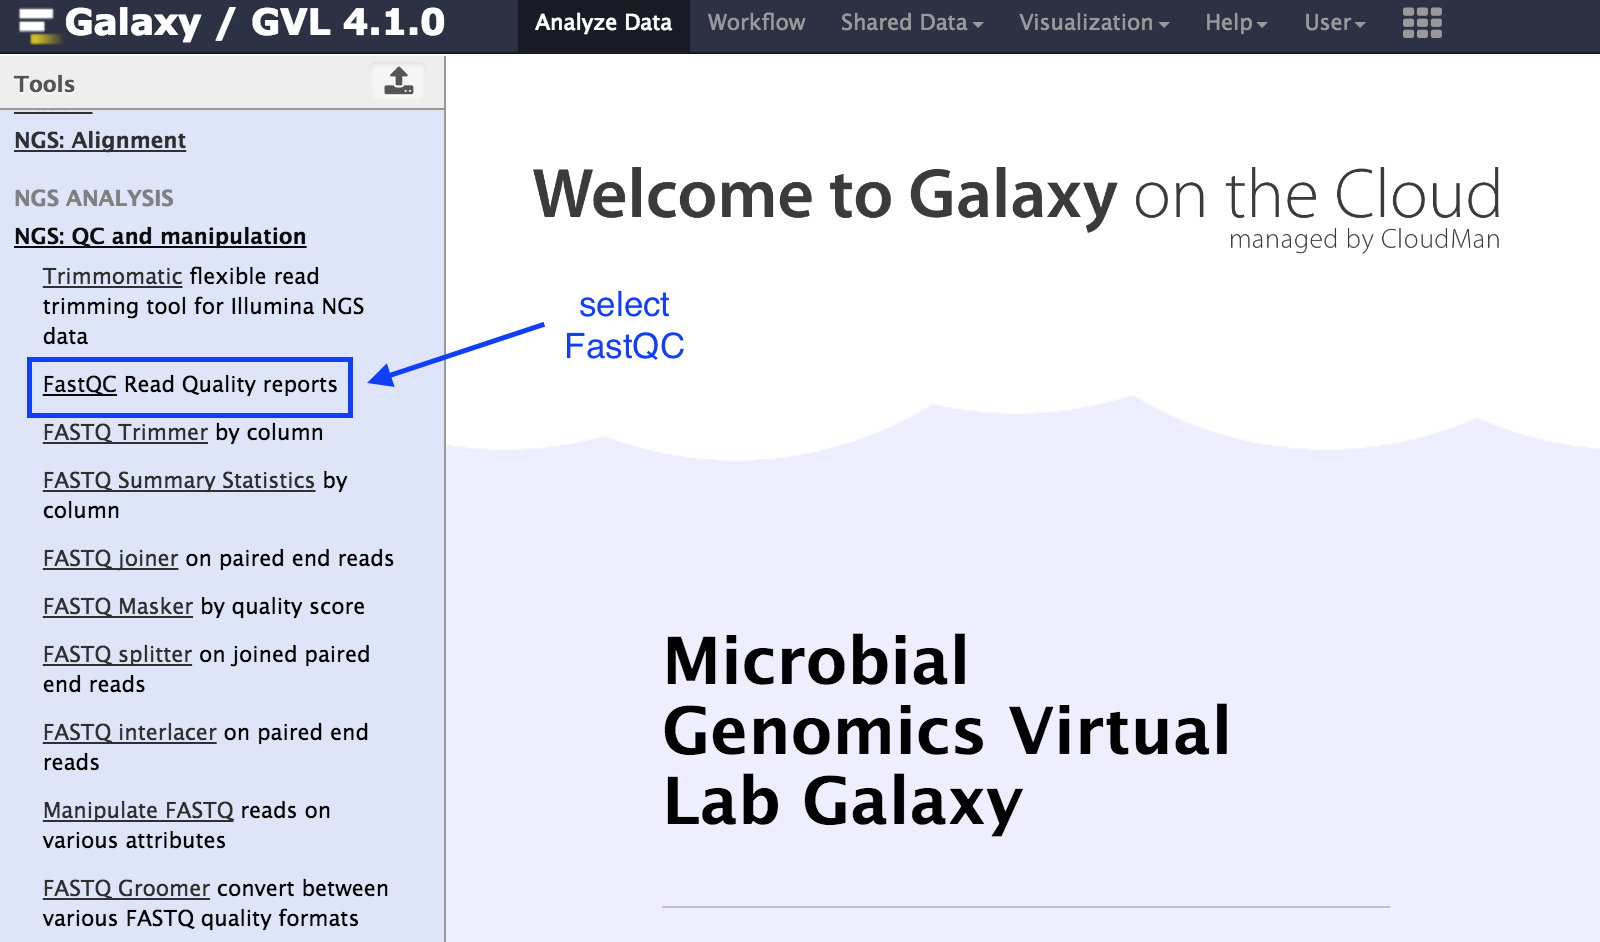 Galaxy / GVL 4.1.0
Analyze Data
Workflow
Shared Data
Visualization
Help
User
Tools
NGS: Alignment
NGS ANALYSIS
NGS: QC and manipulation
Trimmomatic flexible read
trimming tool for Illumina NGS
data
FastQC Read Quality reports
FASTQ Trimmer by column
FASTQ Summary Statistics by
column
FASTQ joiner on paired end reads
FASTQ Masker by quality score
FASTQ splitter on joined paired
end reads
FASTQ interlacer on paired end
reads
Manipulate FASTQ reads on
various attributes
FASTQ Groomer convert between
various FASTQ quality formats
Welcome to Galaxy on the Cloud
managed by CloudMan
select
FastQC
Microbial
Genomics Virtual
Lab Galaxy